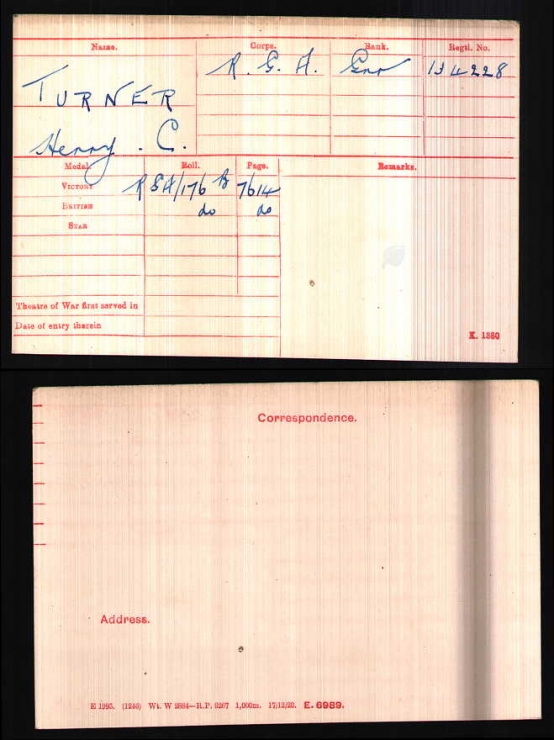 Name. Corps. Rank. Regtl. No.
TURNER R. G. A. Gnr 134228
Henry . C.
Medal. Roll. Page. Remarks.
Victory RGA/176 B 7614
British do do
Star
Theatre of War first served in
Date of entry therein
K. 1380
Correspondence.
Address.
E 1295. (1240) Wt. W 2884—R.P. 0267 1,000m. 17/12/20. E. 6989.